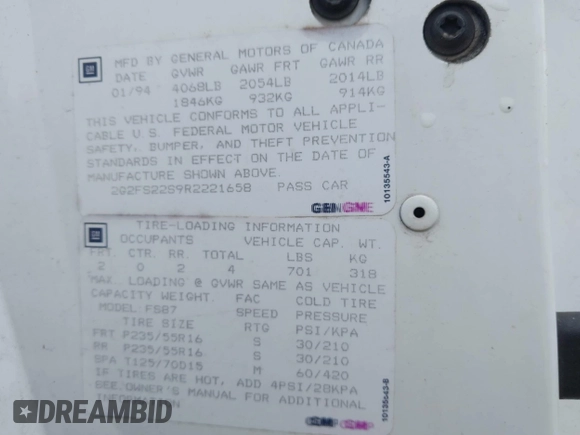 MFD BY GENERAL MOTORS OF CANADA
DATE GVWR GAWR FRT GAWR RR
01/94 4068LB 2054LB 2014LB
1846KG 932KG 914KG
THIS VEHICLE CONFORMS TO ALL APPLI-
CABLE U.S. FEDERAL MOTOR VEHICLE
SAFETY, BUMPER, AND THEFT PREVENTION
STANDARDS IN EFFECT ON THE DATE OF
MANUFACTURE SHOWN ABOVE.
2G2FS22S9R2221658 PASS CAR
GM
10135543-A
TIRE-LOADING INFORMATION
OCCUPANTS VEHICLE CAP. WT.
FRT CTR. RR. TOTAL LBS KG
2 0 2 4 701 318
MAX. LOADING @ GVWR SAME AS VEHICLE
CAPACITY WEIGHT. FAC COLD TIRE
MODEL FS87 SPEED PRESSURE
TIRE SIZE RTG PSI/KPA
FRT P235/55R16 S 30/210
RR P235/55R16 S 30/210
SPA T125/70D15 M 60/420
IF TIRES ARE HOT, ADD 4PSI/28KPA
SEE OWNER'S MANUAL FOR ADDITIONAL
INFORMATION
GM
10135543-B
DREAMBID